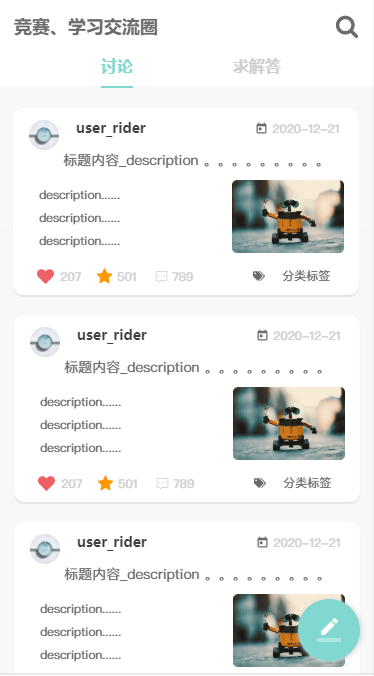 竞赛、学习交流圈
讨论 求解答
user_rider 2020-12-21
标题内容_description 。。。。。。。。。
description......
description......
description......
207 501 789 分类标签
user_rider 2020-12-21
标题内容_description 。。。。。。。。。
description......
description......
description......
207 501 789 分类标签
user_rider 2020-12-21
标题内容_description 。。。。。。。。。
description......
description......
description......